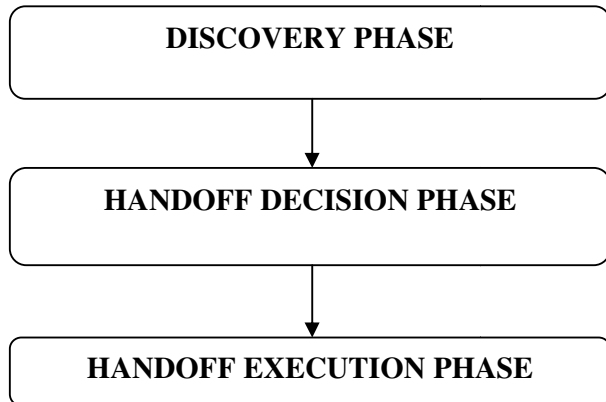 DISCOVERY PHASE
HANDOFF DECISION PHASE
HANDOFF EXECUTION PHASE